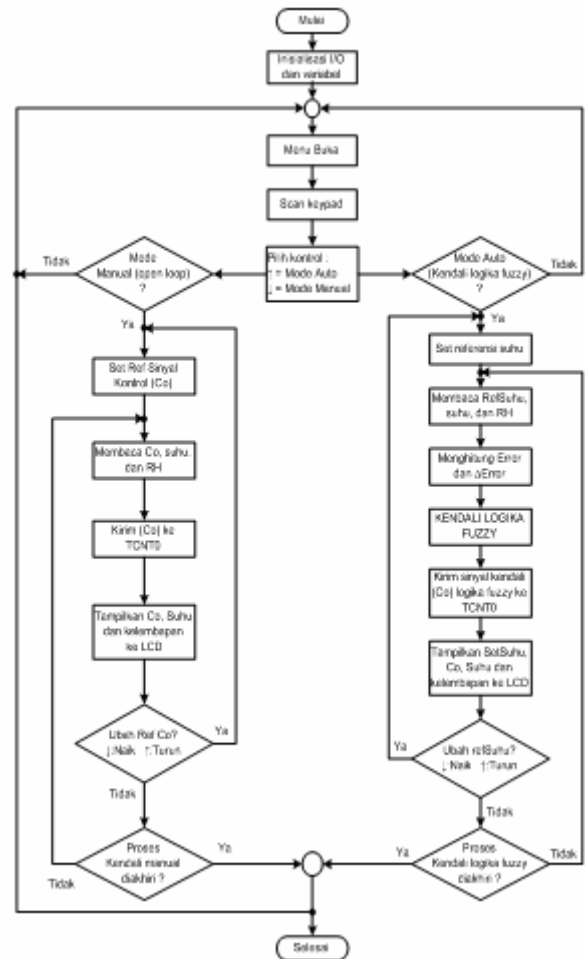 Mulai
Inisialisasi I/O
dan variabel
Menu Buka
Scan keypad
Pilih kontrol :
↑ = Mode Auto
↓ = Mode Manual
Tidak
Mode
Manual (open loop)
?
Ya
Set Ref Sinyal
Kontrol (Co)
Membaca Co, suhu,
dan RH
Kirim (Co) ke
TCNT0
Tampilkan Co, Suhu
dan kelembapan
ke LCD
Ubah Ref Co?
↓:Naik ↑:Turun
Ya
Tidak
Proses
Kendali manual
diakhiri ?
Ya
Tidak
Mode Auto
(Kendali logika fuzzy)
?
Tidak
Ya
Set referensi suhu
Membaca RefSuhu,
suhu, dan RH
Menghitung Error
dan ΔError
KENDALI LOGIKA
FUZZY
Kirim sinyal kendali
(Co) logika fuzzy ke
TCNT0
Tampilkan SetSuhu,
Co, Suhu dan
kelembapan ke LCD
Ubah refSuhu?
↓:Naik ↑:Turun
Ya
Tidak
Proses
Kendali logika fuzzy
diakhiri ?
Ya
Tidak
Selesai